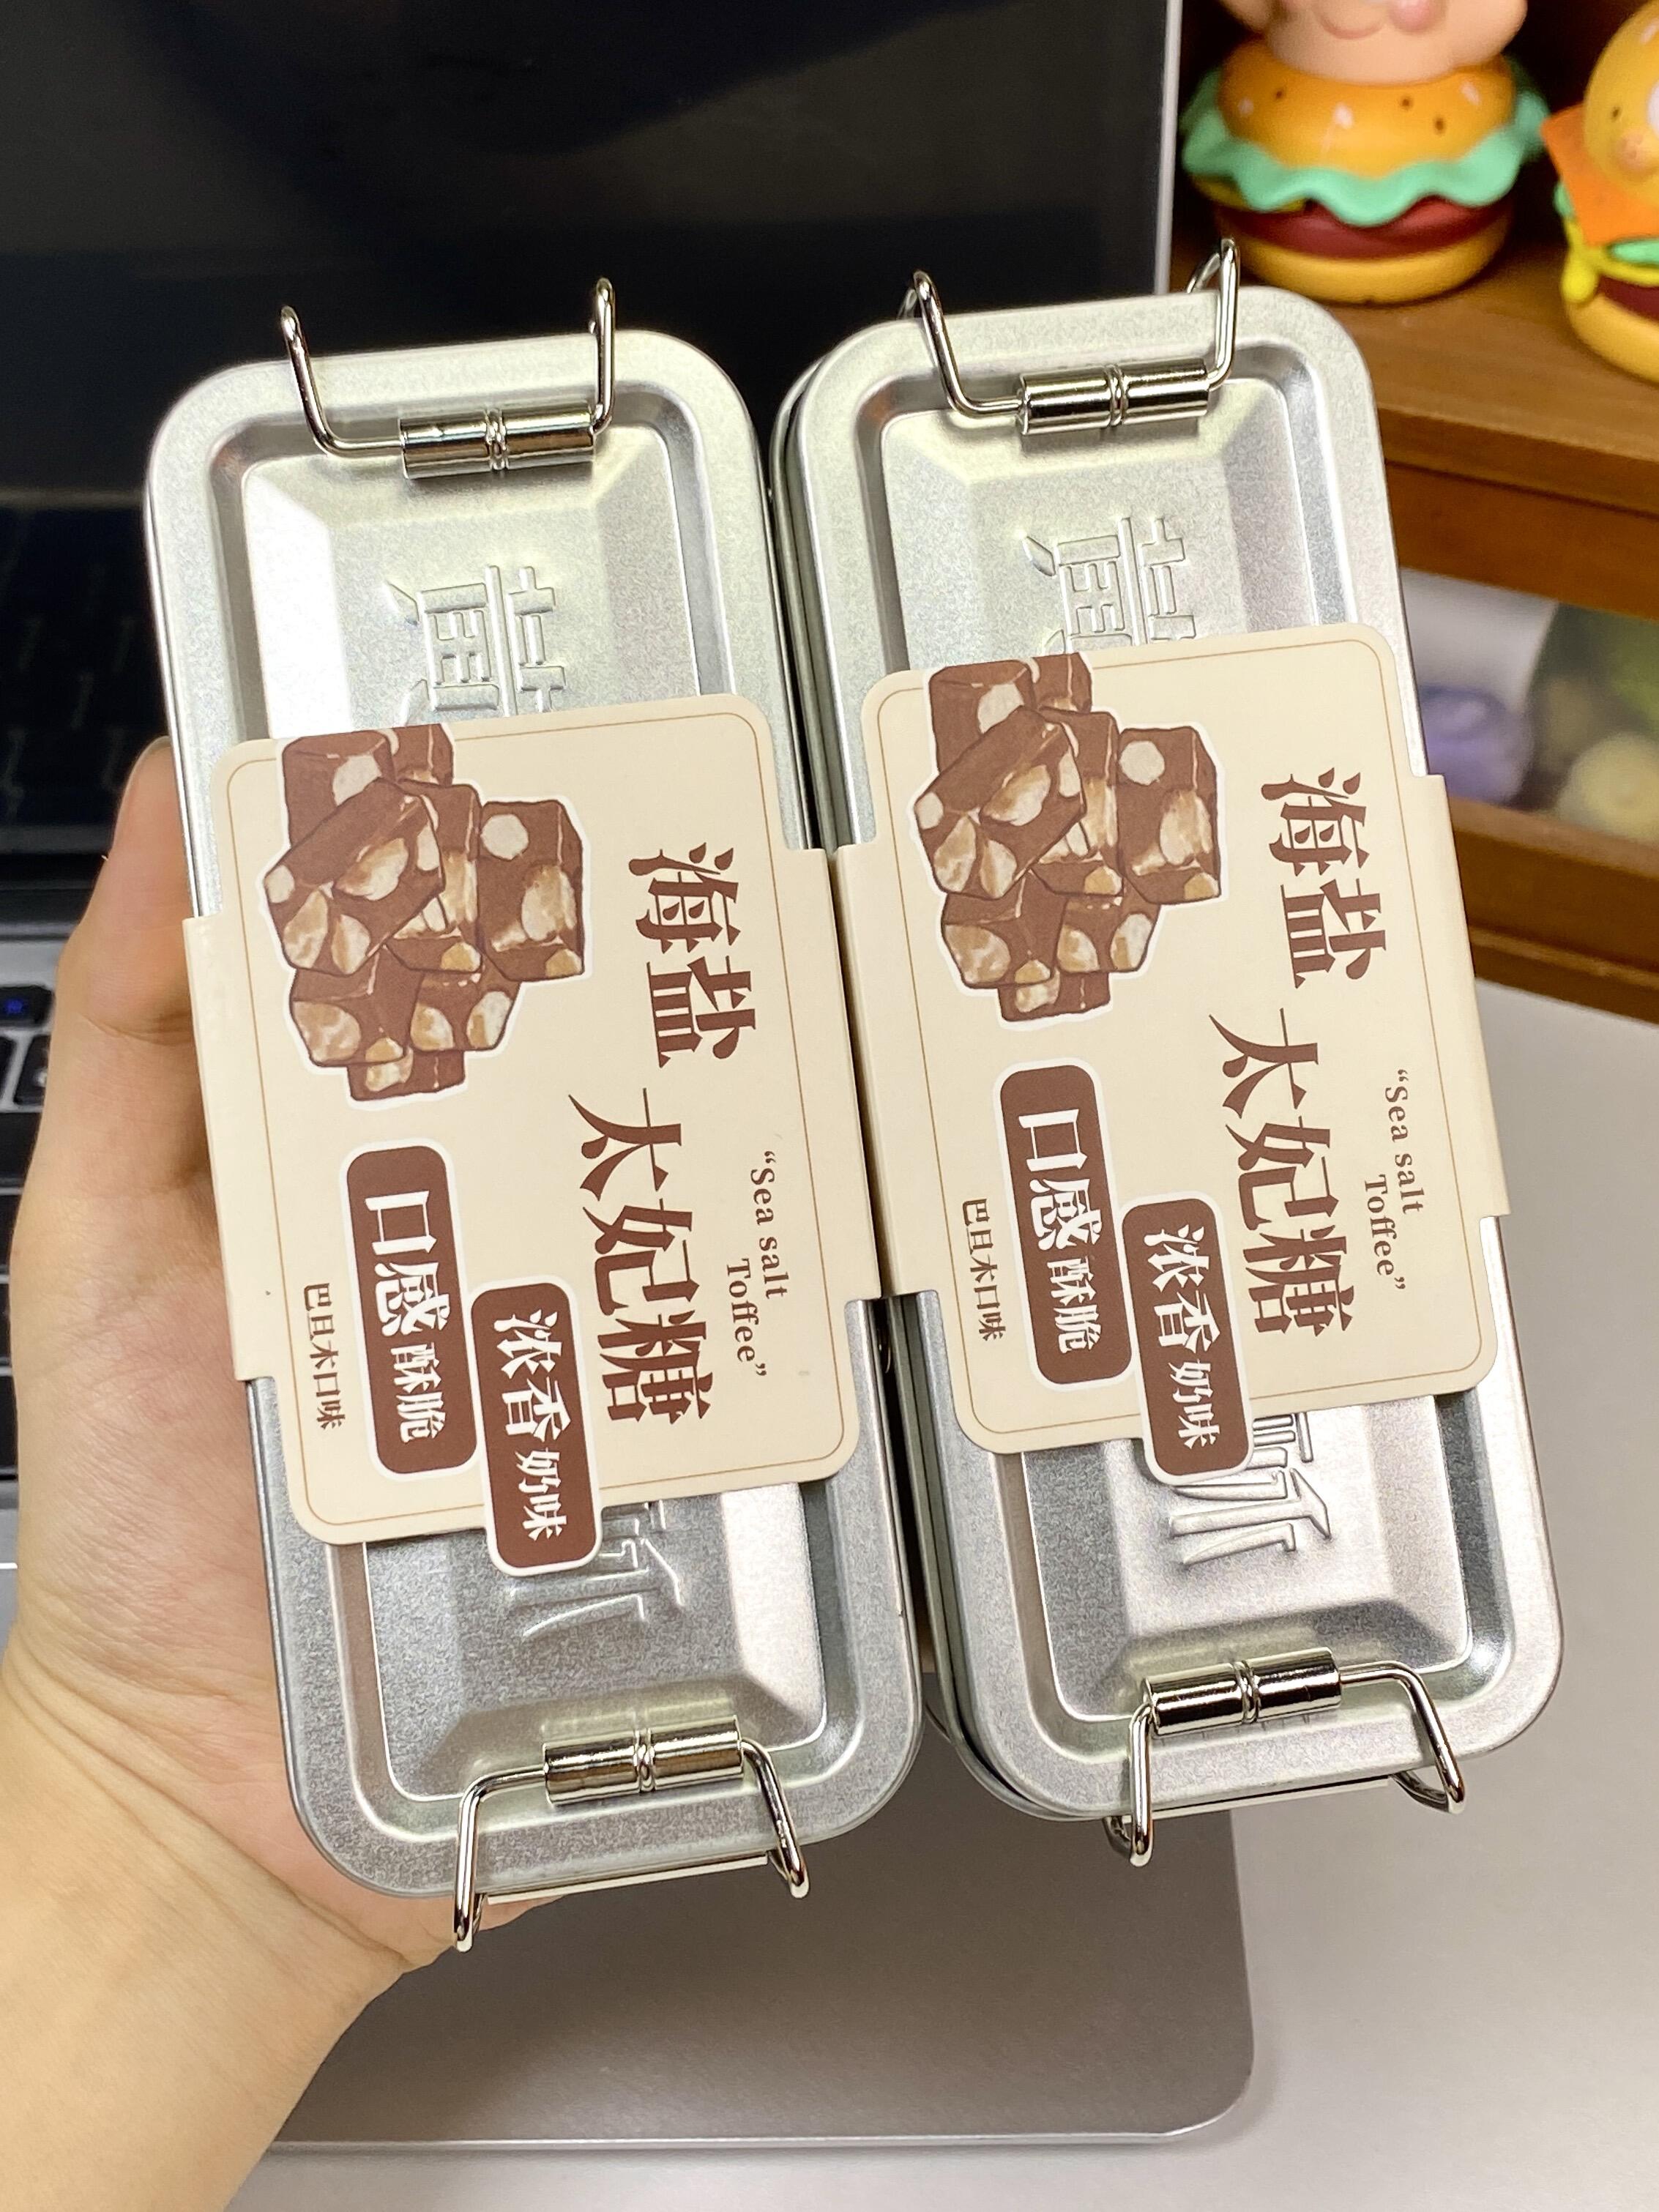 海盐
太妃糖
“Sea salt
Toffee”
浓香奶味
口感酥脆
巴旦木口味
海盐
太妃糖
“Sea salt
Toffee”
浓香奶味
口感酥脆
巴旦木口味